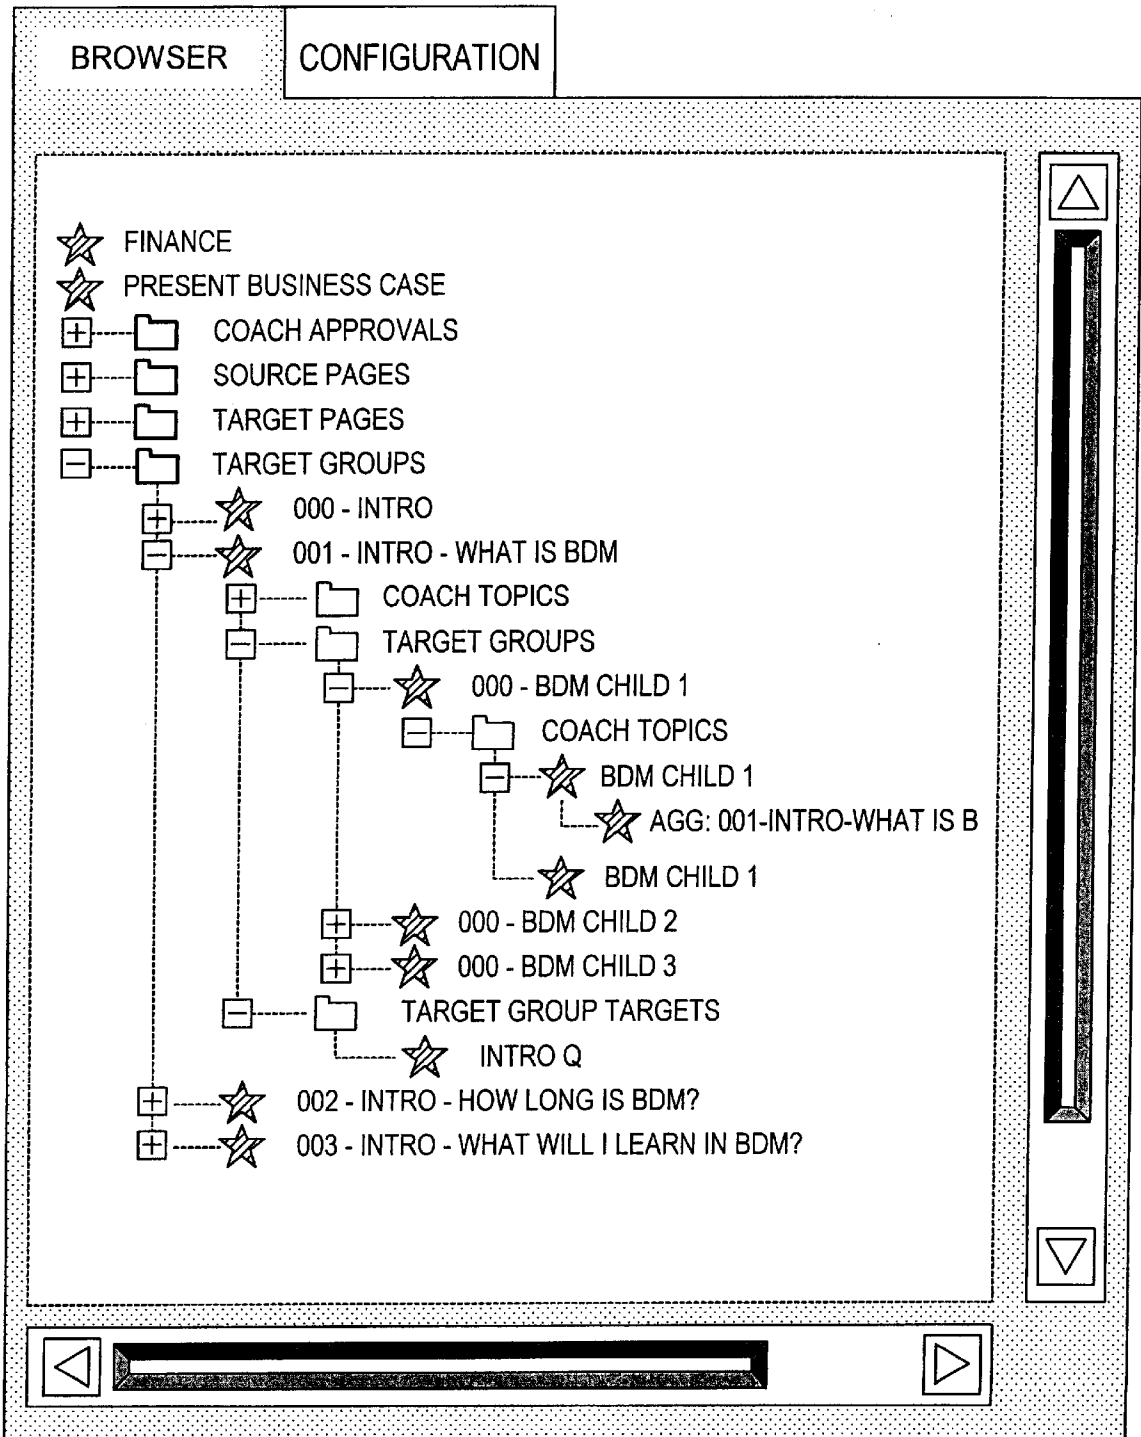 BROWSER
CONFIGURATION
FINANCE
PRESENT BUSINESS CASE
COACH APPROVALS
SOURCE PAGES
TARGET PAGES
TARGET GROUPS
000 - INTRO
001 - INTRO - WHAT IS BDM
COACH TOPICS
TARGET GROUPS
000 - BDM CHILD 1
COACH TOPICS
BDM CHILD 1
AGG: 001-INTRO-WHAT IS B
BDM CHILD 1
000 - BDM CHILD 2
000 - BDM CHILD 3
TARGET GROUP TARGETS
INTRO Q
002 - INTRO - HOW LONG IS BDM?
003 - INTRO - WHAT WILL I LEARN IN BDM?